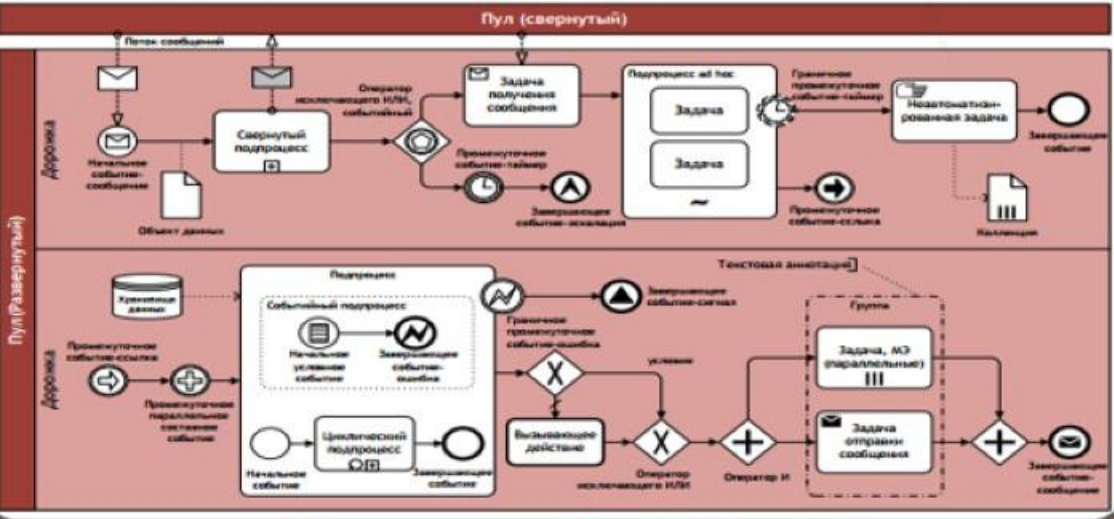 Пул (свернутый)
Поток сообщений
Пул(Развернутый)
Дорожка
Начальное
событие-
сообщение
Объект данных
Свернутый
подпроцесс
Оператор
исключающего ИЛИ,
событийный
Задача
получения
сообщения
Промежуточное
событие-таймер
Завершающее
событие-эскалация
Подпроцесс ad hoc
Задача
Задача
~
Граничное
промежуточное
событие-таймер
Промежуточное
событие-ссылка
Неавтоматизи-
рованная задача
Завершающее
событие
Коллекция
Дорожка
Хранилище
данных
Промежуточное
событие-ссылка
Промежуточное
параллельное
составное
событие
Подпроцесс
Событийный подпроцесс
Начальное
условное
событие
Завершающее
событие-
ошибка
Начальное
событие
Циклический
подпроцесс
Завершающее
событие
Граничное
промежуточное
событие-ошибка
Завершающее
событие-сигнал
X
условие
Вызывающее
действие
X
Оператор
исключающего ИЛИ
Оператор И
Текстовая аннотация
Группа
Задача, МЭ
(параллельные)
Задача
отправки
сообщения
Завершающее
событие-
сообщение